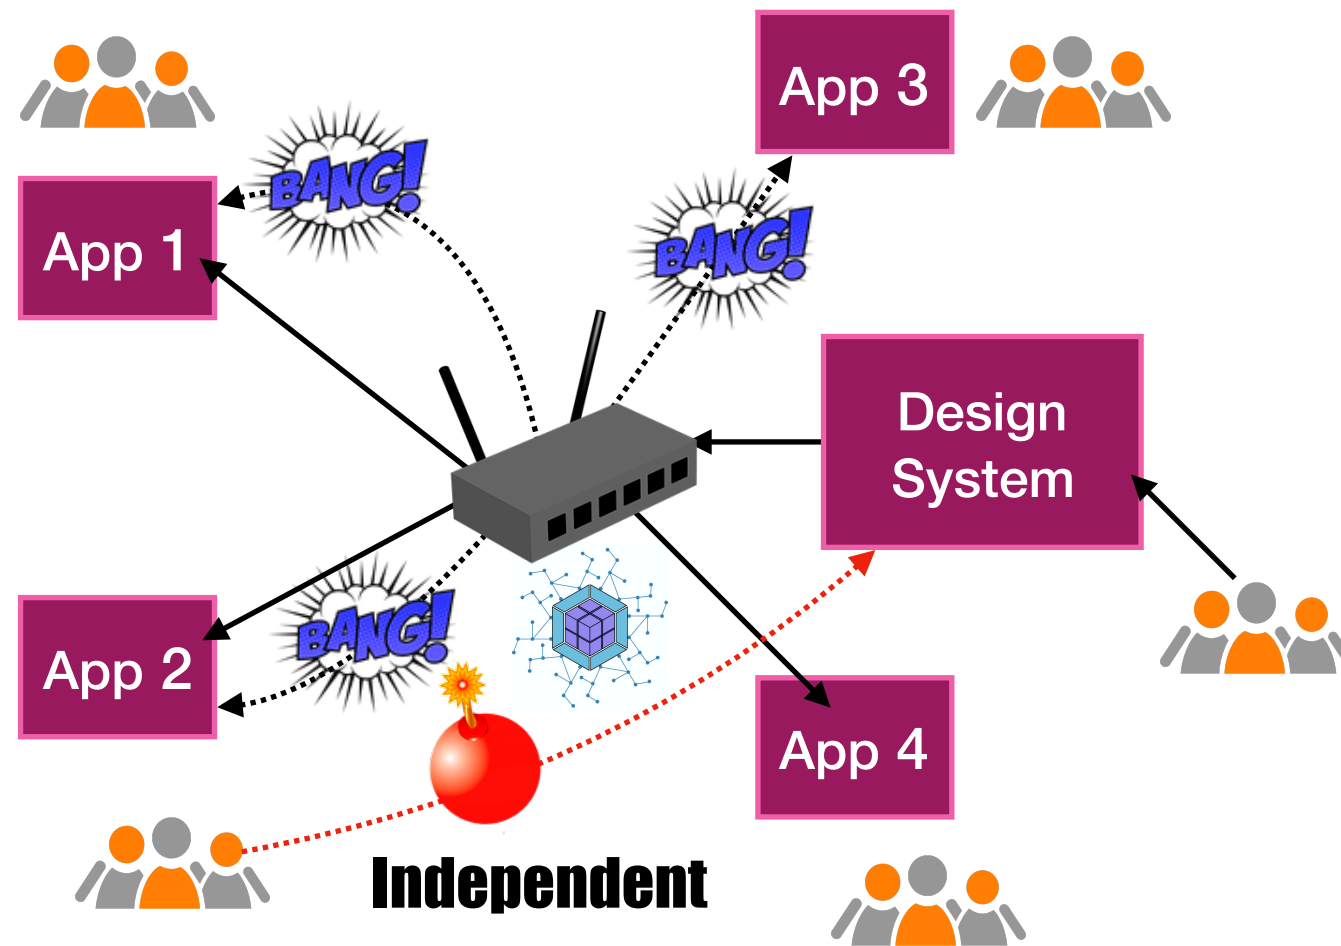 App 3
BANG!
App 1
BANG!
Design
System
BANG!
App 2
App 4
Independent